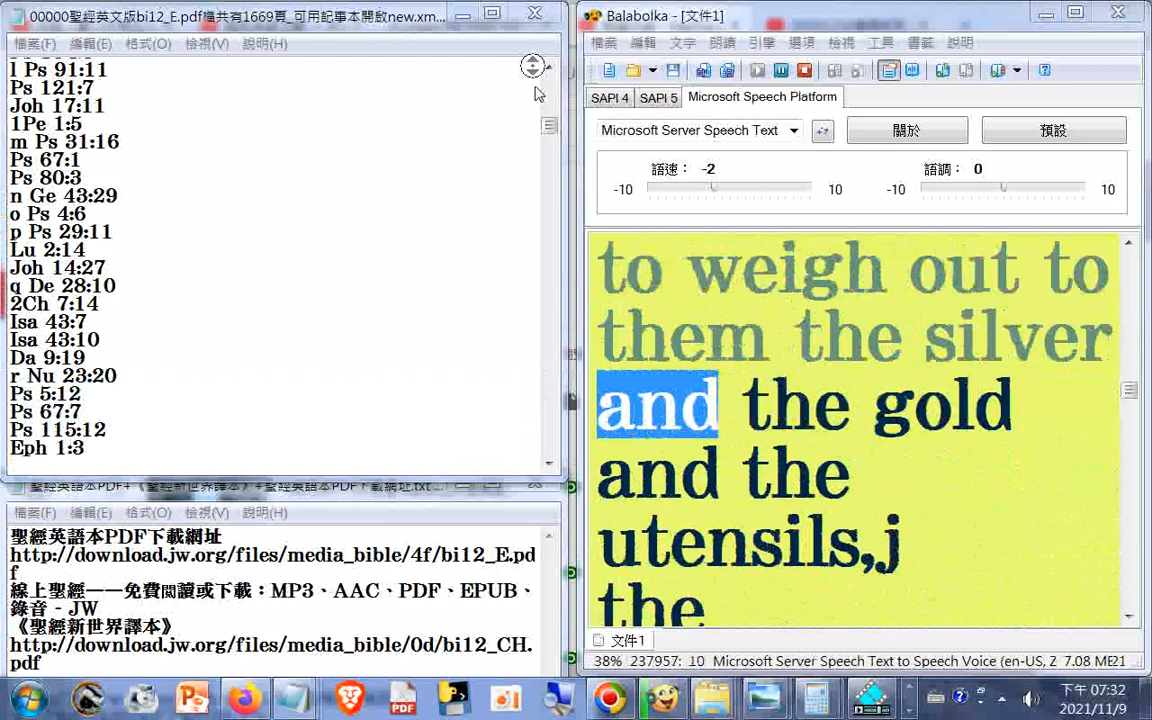 00000聖經英文版bi12_E.pdf檔共有1669頁_可用記事本開啟new.xm...
檔案(F) 編輯(E) 格式(O) 檢視(V) 說明(H)
l Ps 91:11
Ps 121:7
Joh 17:11
1Pe 1:5
m Ps 31:16
Ps 67:1
Ps 80:3
n Ge 43:29
o Ps 4:6
p Ps 29:11
Lu 2:14
Joh 14:27
q De 28:10
2Ch 7:14
Isa 43:7
Isa 43:10
Da 9:19
r Nu 23:20
Ps 5:12
Ps 67:7
Ps 115:12
Eph 1:3
聖經英語本PDF+《聖經新世界譯本》+聖經英語本PDF下載網址.txt ...
檔案(F) 編輯(E) 格式(O) 檢視(V) 說明(H)
聖經英語本PDF下載網址
http://download.jw.org/files/media_bible/4f/bi12_E.pd
f
線上聖經——免費閱讀或下載：MP3、AAC、PDF、EPUB、
錄音 - JW
《聖經新世界譯本》
http://download.jw.org/files/media_bible/0d/bi12_CH.
pdf
Balabolka - [文件1]
檔案 編輯 文字 朗讀 引擎 選項 檢視 工具 書籤 說明
SAPI 4 SAPI 5 Microsoft Speech Platform
Microsoft Server Speech Text 關於 預設
語速： -2 語調： 0
-10 10 -10 10
to weigh out to
them the silver
and the gold
and the
utensils,j
the
文件1
38% 237957: 10 Microsoft Server Speech Text to Speech Voice (en-US, Z 7.08 ME21
下午 07:32
2021/11/9